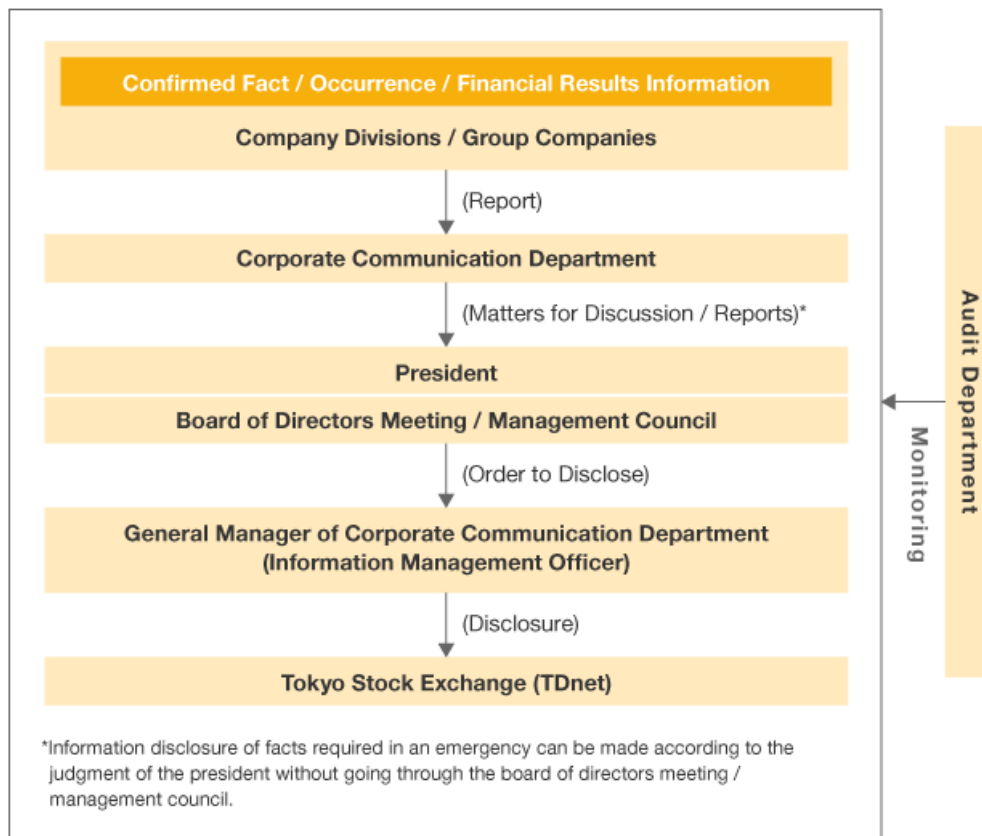 Confirmed Fact / Occurrence / Financial Results Information
Company Divisions / Group Companies
(Report)
Corporate Communication Department
(Matters for Discussion / Reports)*
President
Board of Directors Meeting / Management Council
(Order to Disclose)
General Manager of Corporate Communication Department
(Information Management Officer)
(Disclosure)
Tokyo Stock Exchange (TDnet)
*Information disclosure of facts required in an emergency can be made according to the
judgment of the president without going through the board of directors meeting /
management council.
Monitoring
Audit Department